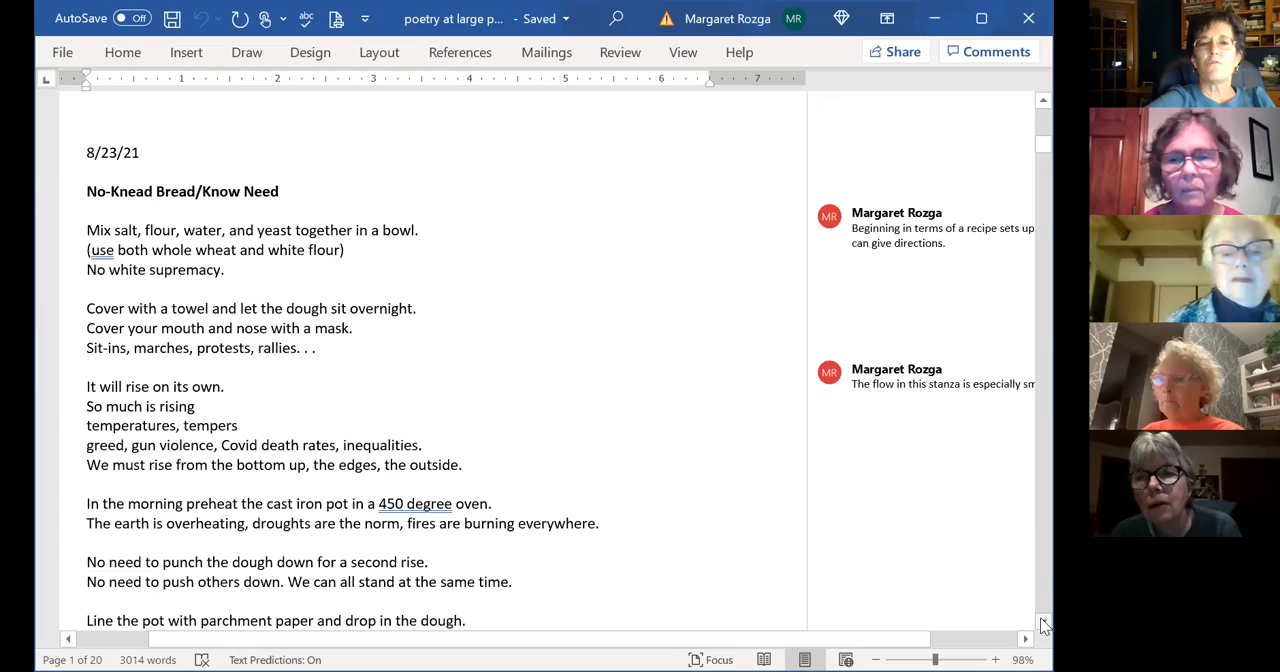 AutoSave Off poetry at large p... - Saved Margaret Rozga MR
File Home Insert Draw Design Layout References Mailings Review View Help Share Comments
1 2 3 4 5 6 7
8/23/21
No-Knead Bread/Know Need
Mix salt, flour, water, and yeast together in a bowl.
(use both whole wheat and white flour)
No white supremacy.
Cover with a towel and let the dough sit overnight.
Cover your mouth and nose with a mask.
Sit-ins, marches, protests, rallies. . .
It will rise on its own.
So much is rising
temperatures, tempers
greed, gun violence, Covid death rates, inequalities.
We must rise from the bottom up, the edges, the outside.
In the morning preheat the cast iron pot in a 450 degree oven.
The earth is overheating, droughts are the norm, fires are burning everywhere.
No need to punch the dough down for a second rise.
No need to push others down. We can all stand at the same time.
Line the pot with parchment paper and drop in the dough.
MR Margaret Rozga
Beginning in terms of a recipe sets up
can give directions.
MR Margaret Rozga
The flow in this stanza is especially sm
Page 1 of 20 3014 words Text Predictions: On Focus 98%